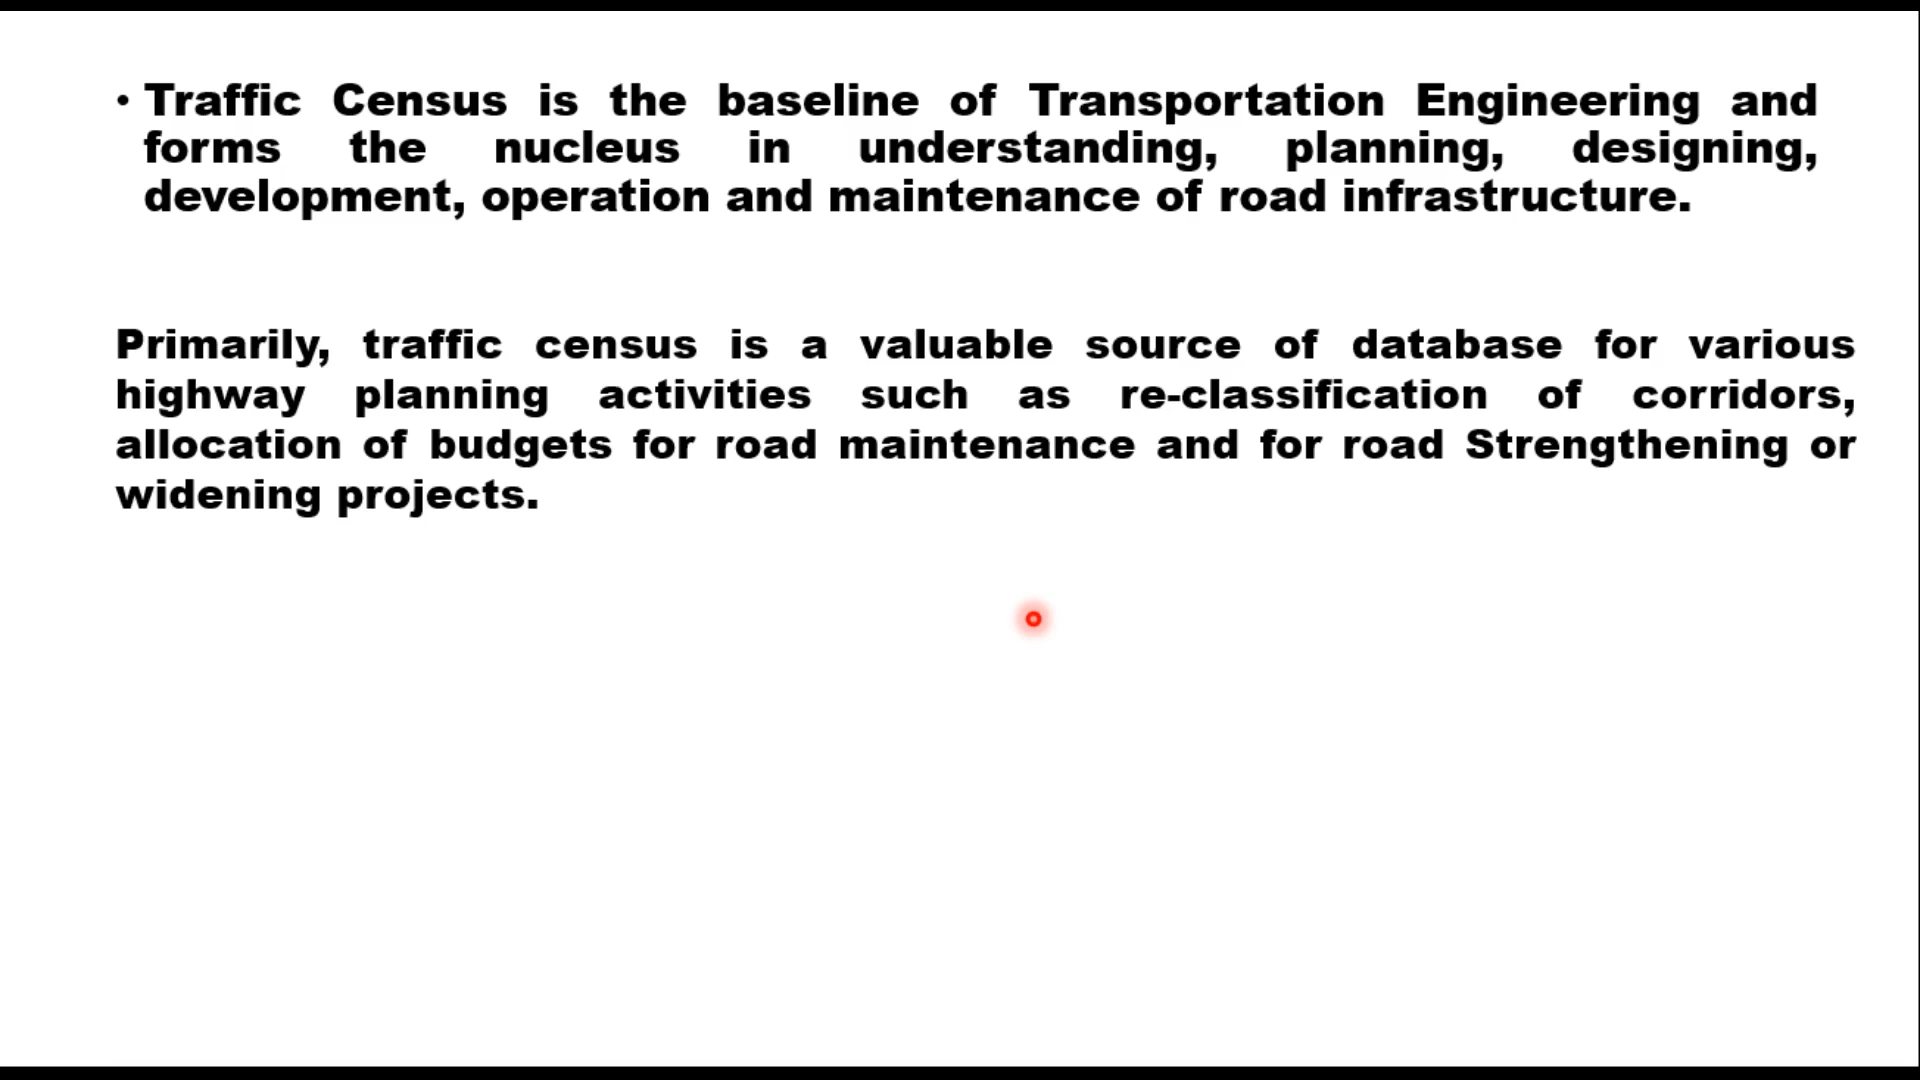 • Traffic Census is the baseline of Transportation Engineering and
forms the nucleus in understanding, planning, designing,
development, operation and maintenance of road infrastructure.
Primarily, traffic census is a valuable source of database for various
highway planning activities such as re-classification of corridors,
allocation of budgets for road maintenance and for road Strengthening or
widening projects.